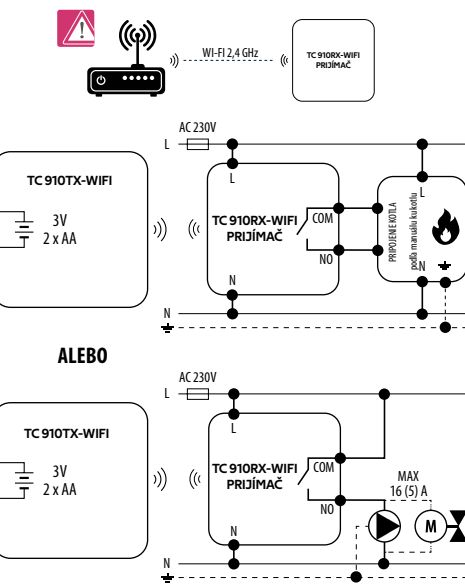 WI-FI 2,4 GHz
TC 910RX-WIFI
PRIJÍMAČ
AC 230V
L
TC 910TX-WIFI
3V
2 x AA
L
TC 910RX-WIFI
PRIJÍMAČ
COM
NO
N
L
PRIPOJENIE KOTLA
podľa manuálu ku kotlu
N
N
ALEBO
AC 230V
L
TC 910TX-WIFI
3V
2 x AA
L
TC 910RX-WIFI
PRIJÍMAČ
COM
NO
N
MAX
16 (5) A
M
N